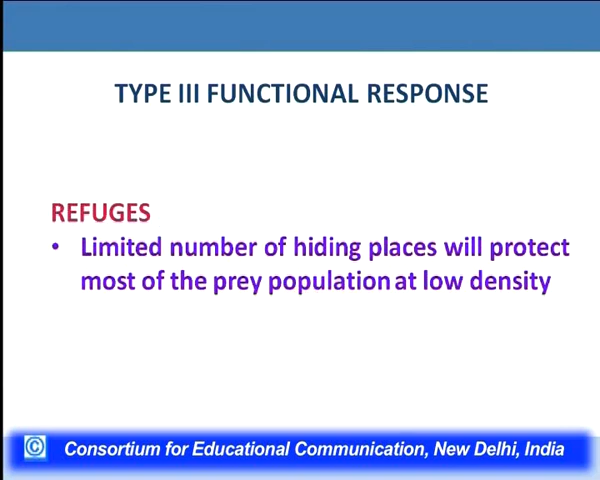 TYPE III FUNCTIONAL RESPONSE
REFUGES
• Limited number of hiding places will protect
most of the prey population at low density
© Consortium for Educational Communication, New Delhi, India